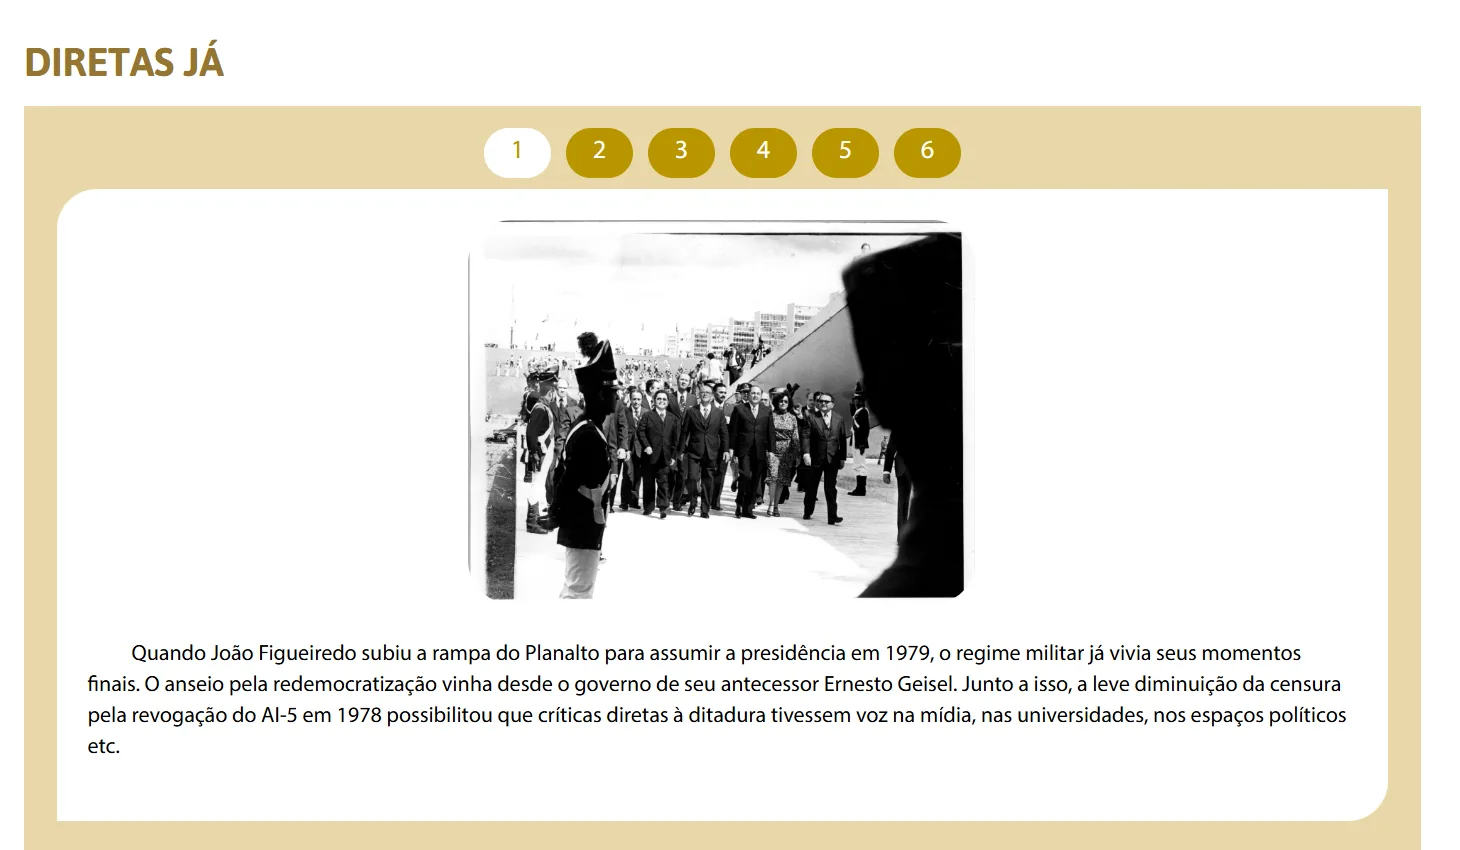 DIRETAS JÁ
1 2 3 4 5 6
Quando João Figueiredo subiu a rampa do Planalto para assumir a presidência em 1979, o regime militar já vivia seus momentos
finais. O anseio pela redemocratização vinha desde o governo de seu antecessor Ernesto Geisel. Junto a isso, a leve diminuição da censura
pela revogação do AI-5 em 1978 possibilitou que críticas diretas à ditadura tivessem voz na mídia, nas universidades, nos espaços políticos
etc.